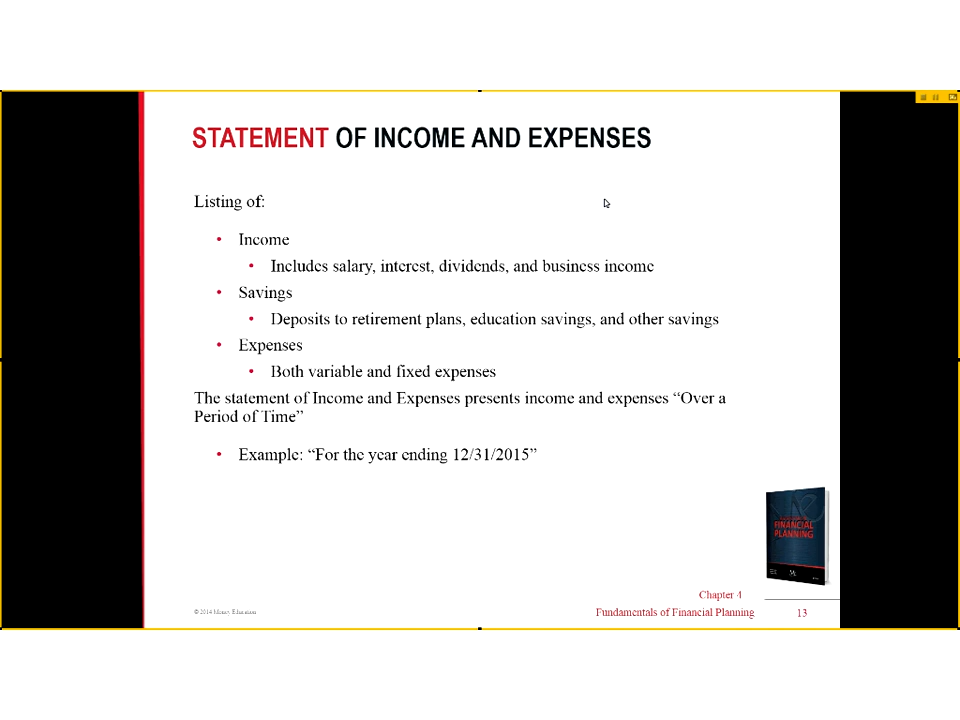 STATEMENT OF INCOME AND EXPENSES
Listing of:
• Income
• Includes salary, interest, dividends, and business income
• Savings
• Deposits to retirement plans, education savings, and other savings
• Expenses
• Both variable and fixed expenses
The statement of Income and Expenses presents income and expenses “Over a
Period of Time”
• Example: “For the year ending 12/31/2015”
FINANCIAL
PLANNING
Chapter 4
© 2014 Money Education
Fundamentals of Financial Planning
13